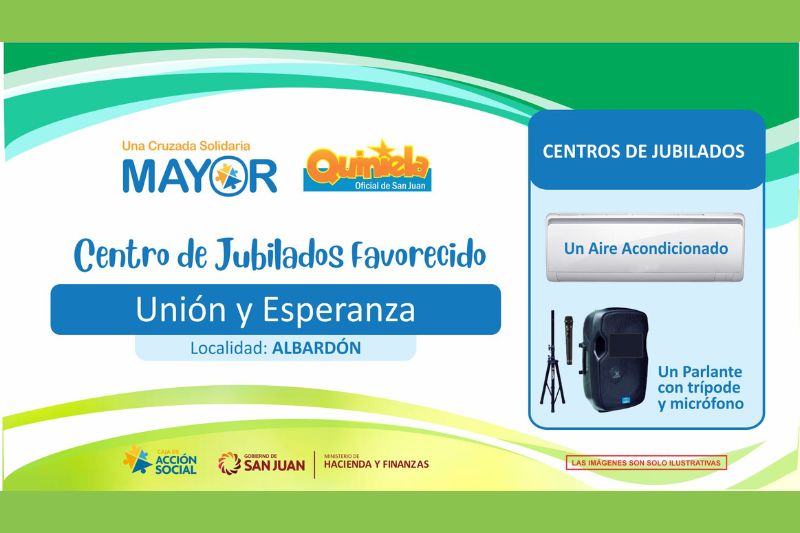 Una Cruzada Solidaria
MAYOR
Quiniela
Oficial de San Juan
Centro de Jubilados Favorecido
Unión y Esperanza
Localidad: ALBARDÓN
CENTROS DE JUBILADOS
Un Aire Acondicionado
Un Parlante
con trípode
y micrófono
CAJA DE
ACCIÓN
SOCIAL
GOBIERNO DE
SAN JUAN
MINISTERIO DE
HACIENDA Y FINANZAS
LAS IMÁGENES SON SOLO ILUSTRATIVAS